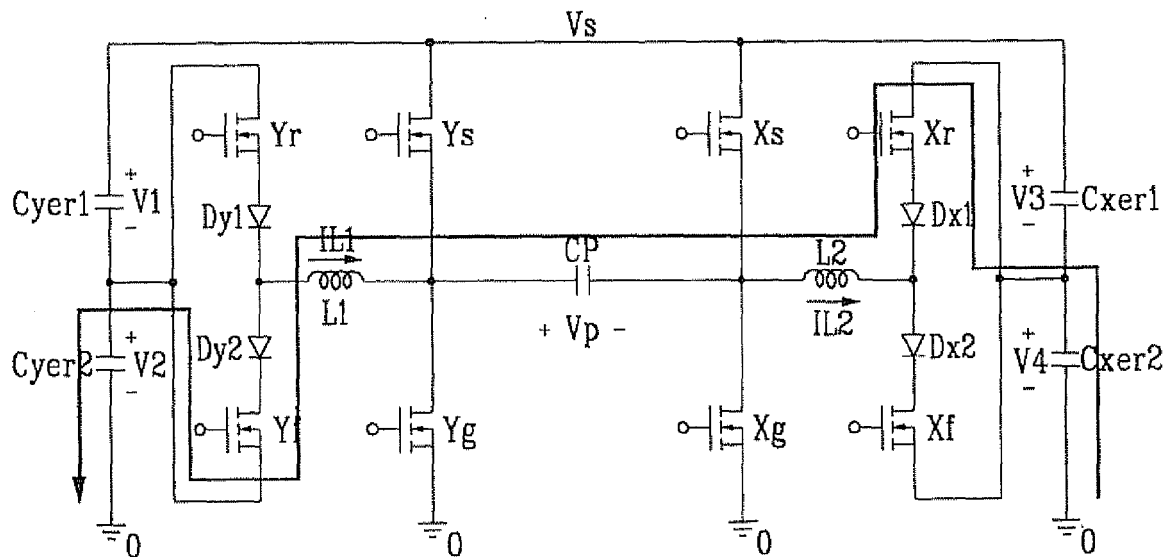 Vs
Yr
Ys
Xs
Xr
Cyer1
+
V1
-
Dy1
IL1
L1
CP
+ Vp -
L2
IL2
Dx1
+
V3
-
Cxer1
Cyer2
+
V2
-
Dy2
Dx2
+
V4
-
Cxer2
Yg
Xg
Xf
0
0
0
0